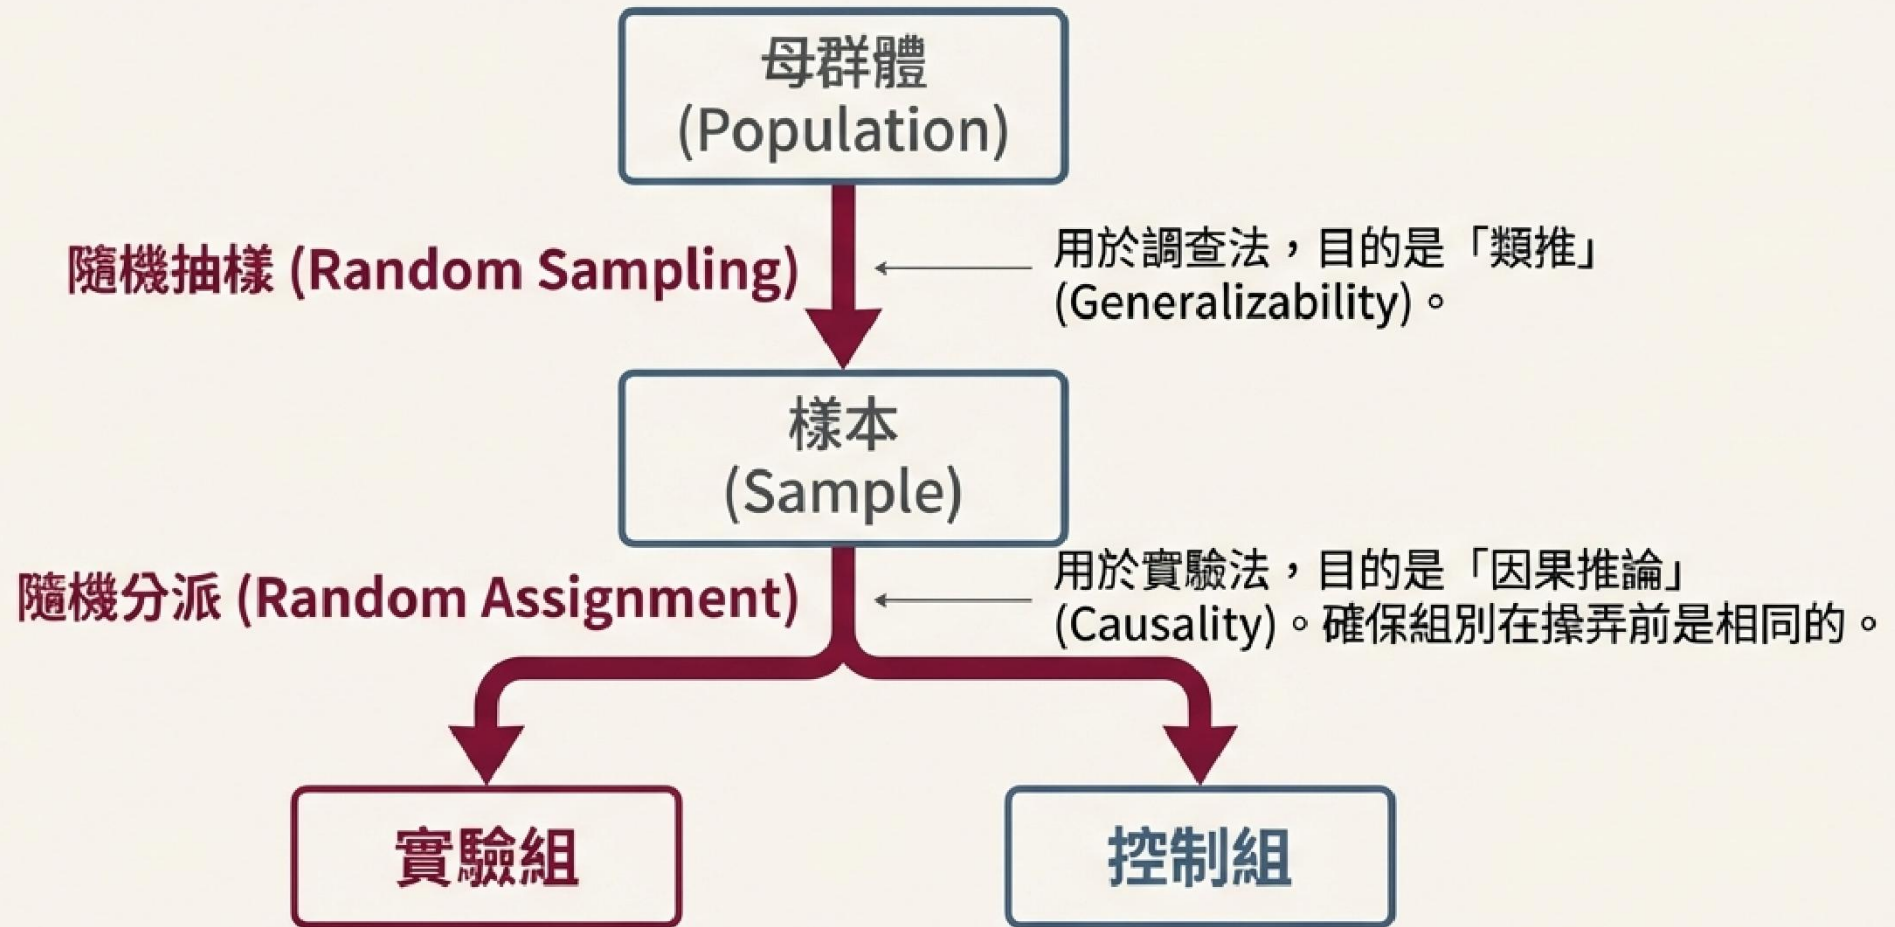 母群體
(Population)
隨機抽樣 (Random Sampling)
用於調查法，目的是「類推」
(Generalizability)。
樣本
(Sample)
隨機分派 (Random Assignment)
用於實驗法，目的是「因果推論」
(Causality)。確保組別在操弄前是相同的。
實驗組
控制組